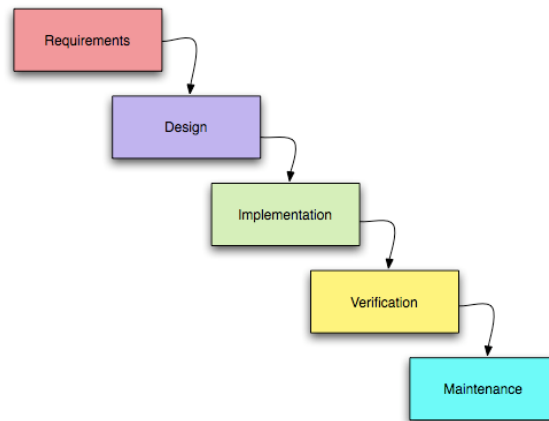 Requirements
Design
Implementation
Verification
Maintenance